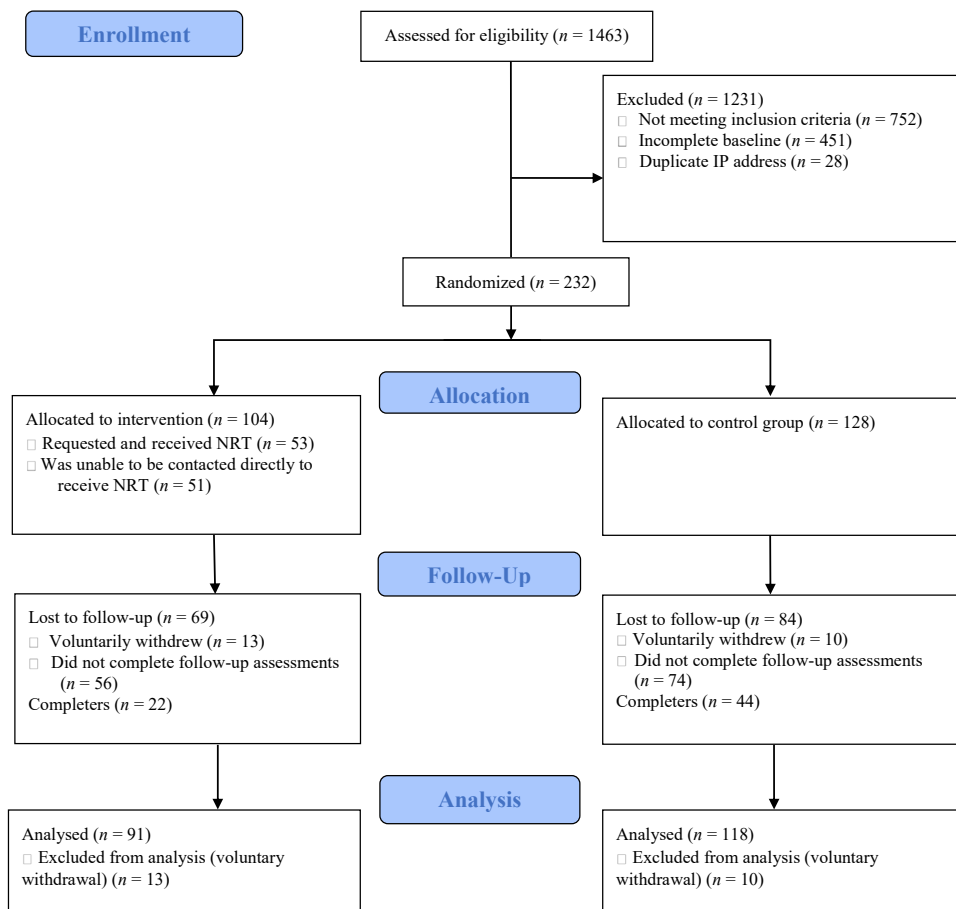 Enrollment
Assessed for eligibility (n = 1463)
Excluded (n = 1231)
□ Not meeting inclusion criteria (n = 752)
□ Incomplete baseline (n = 451)
□ Duplicate IP address (n = 28)
Randomized (n = 232)
Allocation
Allocated to intervention (n = 104)
□ Requested and received NRT (n = 53)
□ Was unable to be contacted directly to
receive NRT (n = 51)
Allocated to control group (n = 128)
Follow-Up
Lost to follow-up (n = 69)
□ Voluntarily withdrew (n = 13)
□ Did not complete follow-up assessments
(n = 56)
Completers (n = 22)
Lost to follow-up (n = 84)
□ Voluntarily withdrew (n = 10)
□ Did not complete follow-up assessments
(n = 74)
Completers (n = 44)
Analysis
Analysed (n = 91)
□ Excluded from analysis (voluntary
withdrawal) (n = 13)
Analysed (n = 118)
□ Excluded from analysis (voluntary
withdrawal) (n = 10)